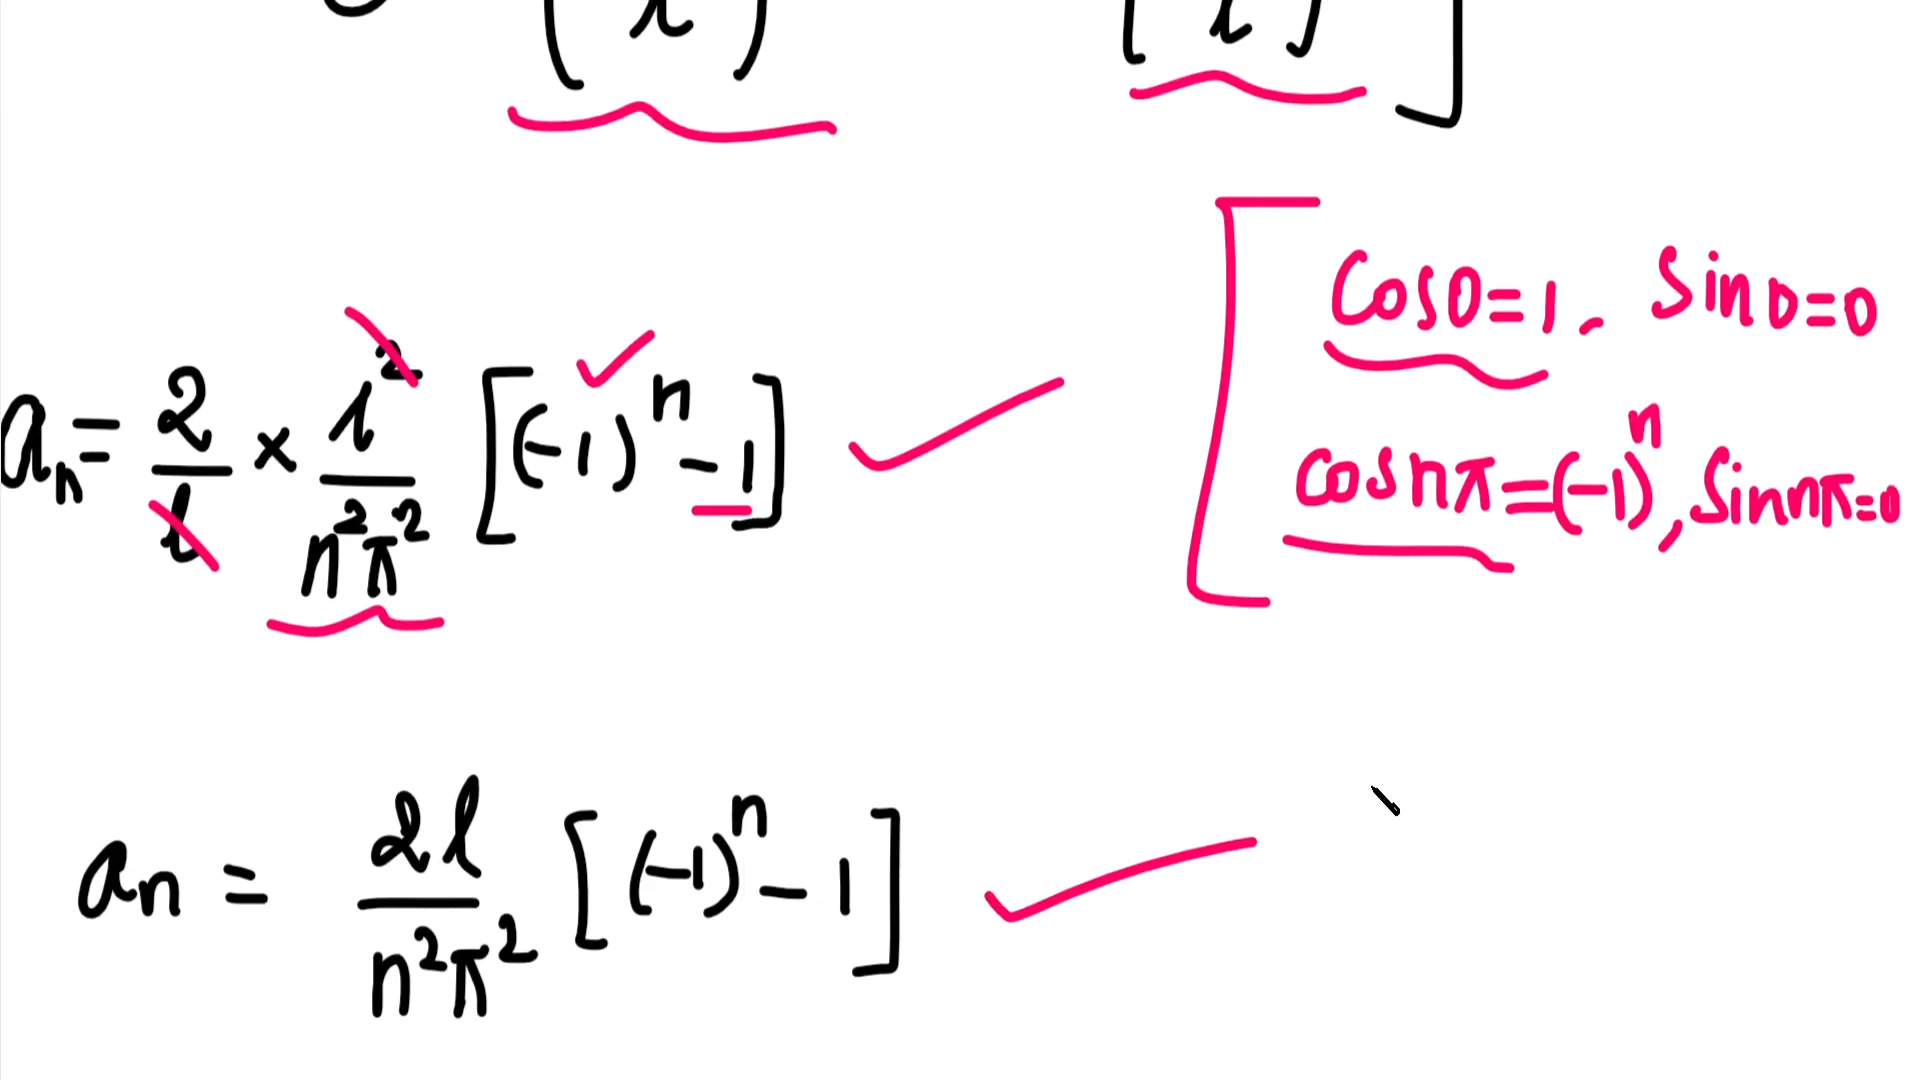 ( l ) [ l ] ]
cos0=1, sin0=0
aₙ = 2/l × l²/n²π² [(-1)ⁿ - 1]
cosnπ=(-1)ⁿ, sinnπ=0
aₙ = 2l/n²π² [(-1)ⁿ - 1]